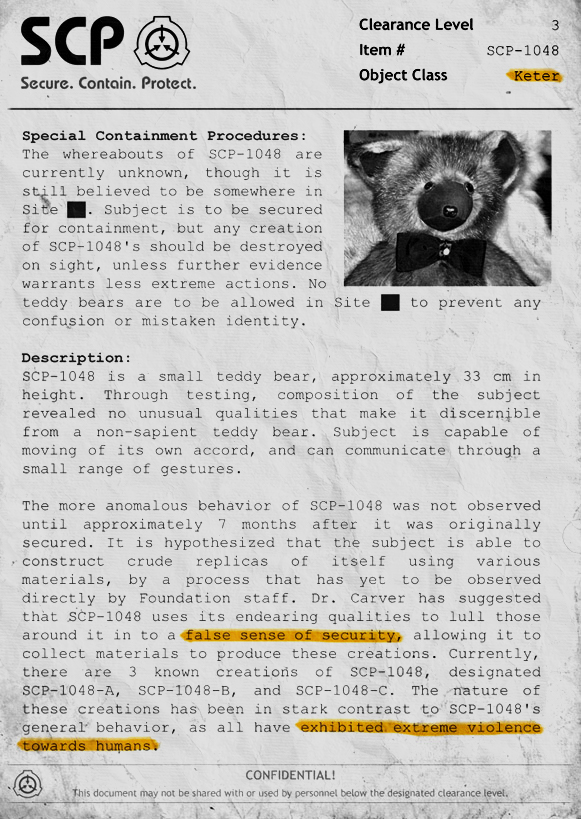 SCP
Secure. Contain. Protect.
Clearance Level 3
Item # SCP-1048
Object Class Keter
Special Containment Procedures:
The whereabouts of SCP-1048 are
currently unknown, though it is
still believed to be somewhere in
Site ██. Subject is to be secured
for containment, but any creation
of SCP-1048's should be destroyed
on sight, unless further evidence
warrants less extreme actions. No
teddy bears are to be allowed in Site ██ to prevent any
confusion or mistaken identity.
Description:
SCP-1048 is a small teddy bear, approximately 33 cm in
height. Through testing, composition of the subject
revealed no unusual qualities that make it discernible
from a non-sapient teddy bear. Subject is capable of
moving of its own accord, and can communicate through a
small range of gestures.
The more anomalous behavior of SCP-1048 was not observed
until approximately 7 months after it was originally
secured. It is hypothesized that the subject is able to
construct crude replicas of itself using various
materials, by a process that has yet to be observed
directly by Foundation staff. Dr. Carver has suggested
that SCP-1048 uses its endearing qualities to lull those
around it in to a false sense of security, allowing it to
collect materials to produce these creations. Currently,
there are 3 known creations of SCP-1048, designated
SCP-1048-A, SCP-1048-B, and SCP-1048-C. The nature of
these creations has been in stark contrast to SCP-1048's
general behavior, as all have exhibited extreme violence
towards humans.
CONFIDENTIAL!
This document may not be shared with or used by personnel below the designated clearance level.